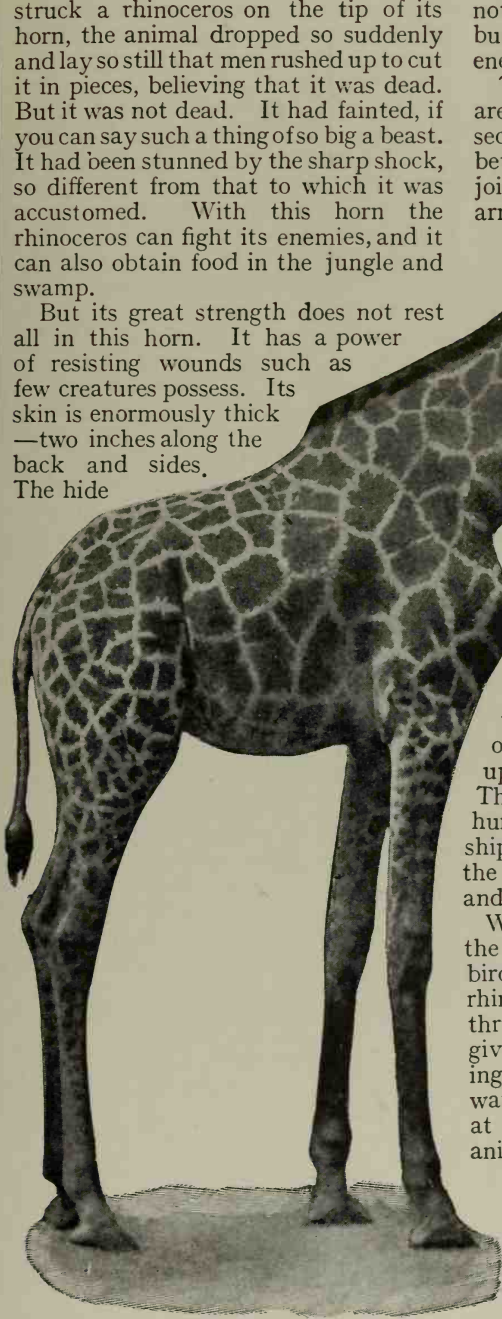 struck a rhinoceros on the tip of its
horn, the animal dropped so suddenly
and lay so still that men rushed up to cut
it in pieces, believing that it was dead.
But it was not dead. It had fainted, if
you can say such a thing of so big a beast.
It had been stunned by the sharp shock,
so different from that to which it was
accustomed. With this horn the
rhinoceros can fight its enemies, and it
can also obtain food in the jungle and
swamp.
But its great strength does not rest
all in this horn. It has a power
of resisting wounds such as
few creatures possess. Its
skin is enormously thick
—two inches along the
back and sides.
The hide
the
and
the
at